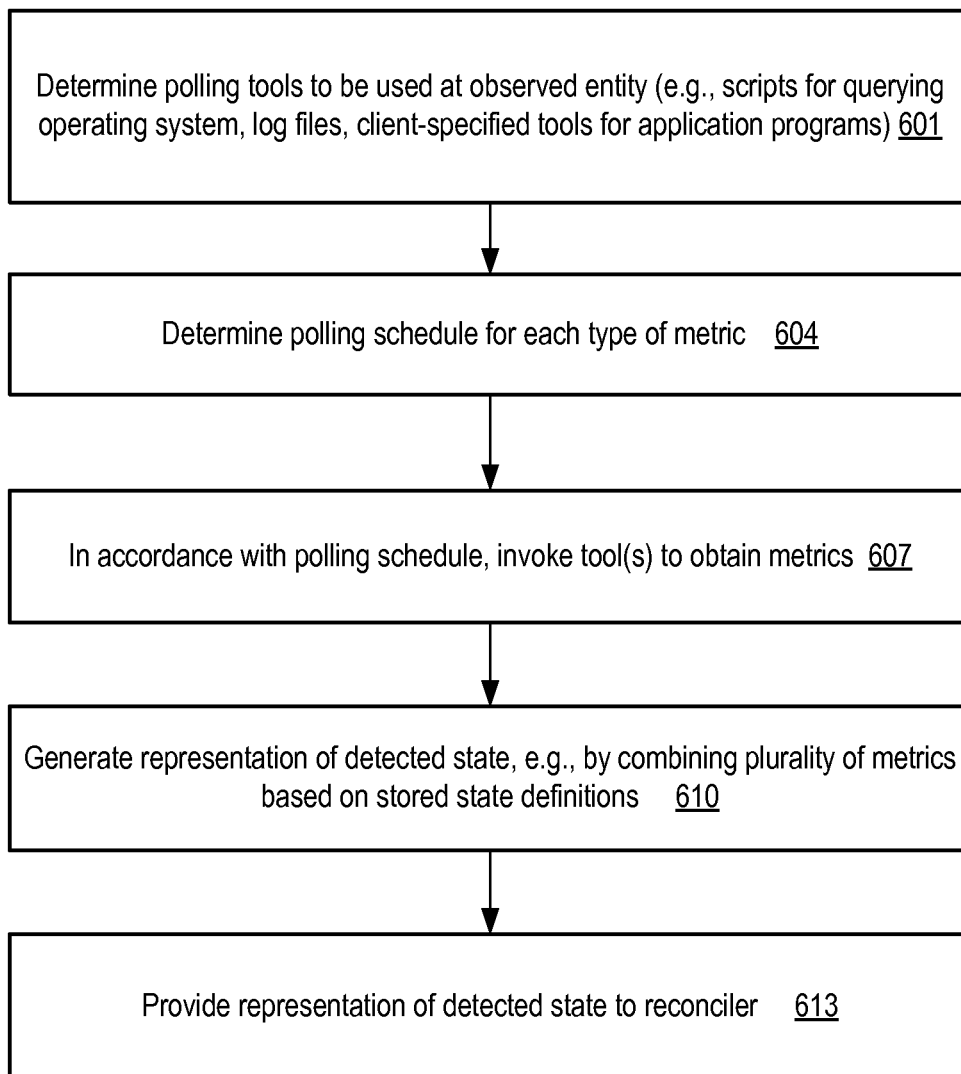 Determine polling tools to be used at observed entity (e.g., scripts for querying
operating system, log files, client-specified tools for application programs) 601
Determine polling schedule for each type of metric 604
In accordance with polling schedule, invoke tool(s) to obtain metrics 607
Generate representation of detected state, e.g., by combining plurality of metrics
based on stored state definitions 610
Provide representation of detected state to reconciler 613